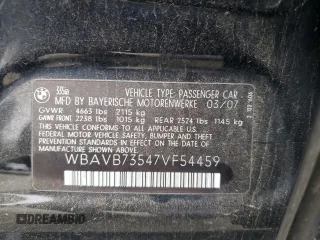 335i
VEHICLE TYPE PASSENGER CAR
MFD BY BAYERISCHE MOTORENWERKE 03/07
GVWR 4663 lbs 2115 kg
GAWR FRONT 2238 lbs 1015 kg REAR 2524 lbs 1145 kg
THIS VEHICLE CONFORMS TO ALL APPLICABLE
FEDERAL MOTOR VEHICLE SAFETY, BUMPER,
AND THEFT PREVENTION STANDARDS IN EFFECT
ON THE DATE OF MANUFACTURE SHOWN ABOVE.
WBAVB73547VF54459
DREAMBID